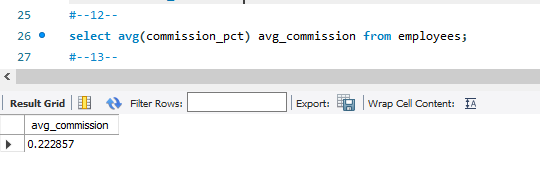 25 #--12--
26 select avg(commission_pct) avg_commission from employees;
27 #--13--
Result Grid Filter Rows: Export: Wrap Cell Content: IA
avg_commission
0.222857